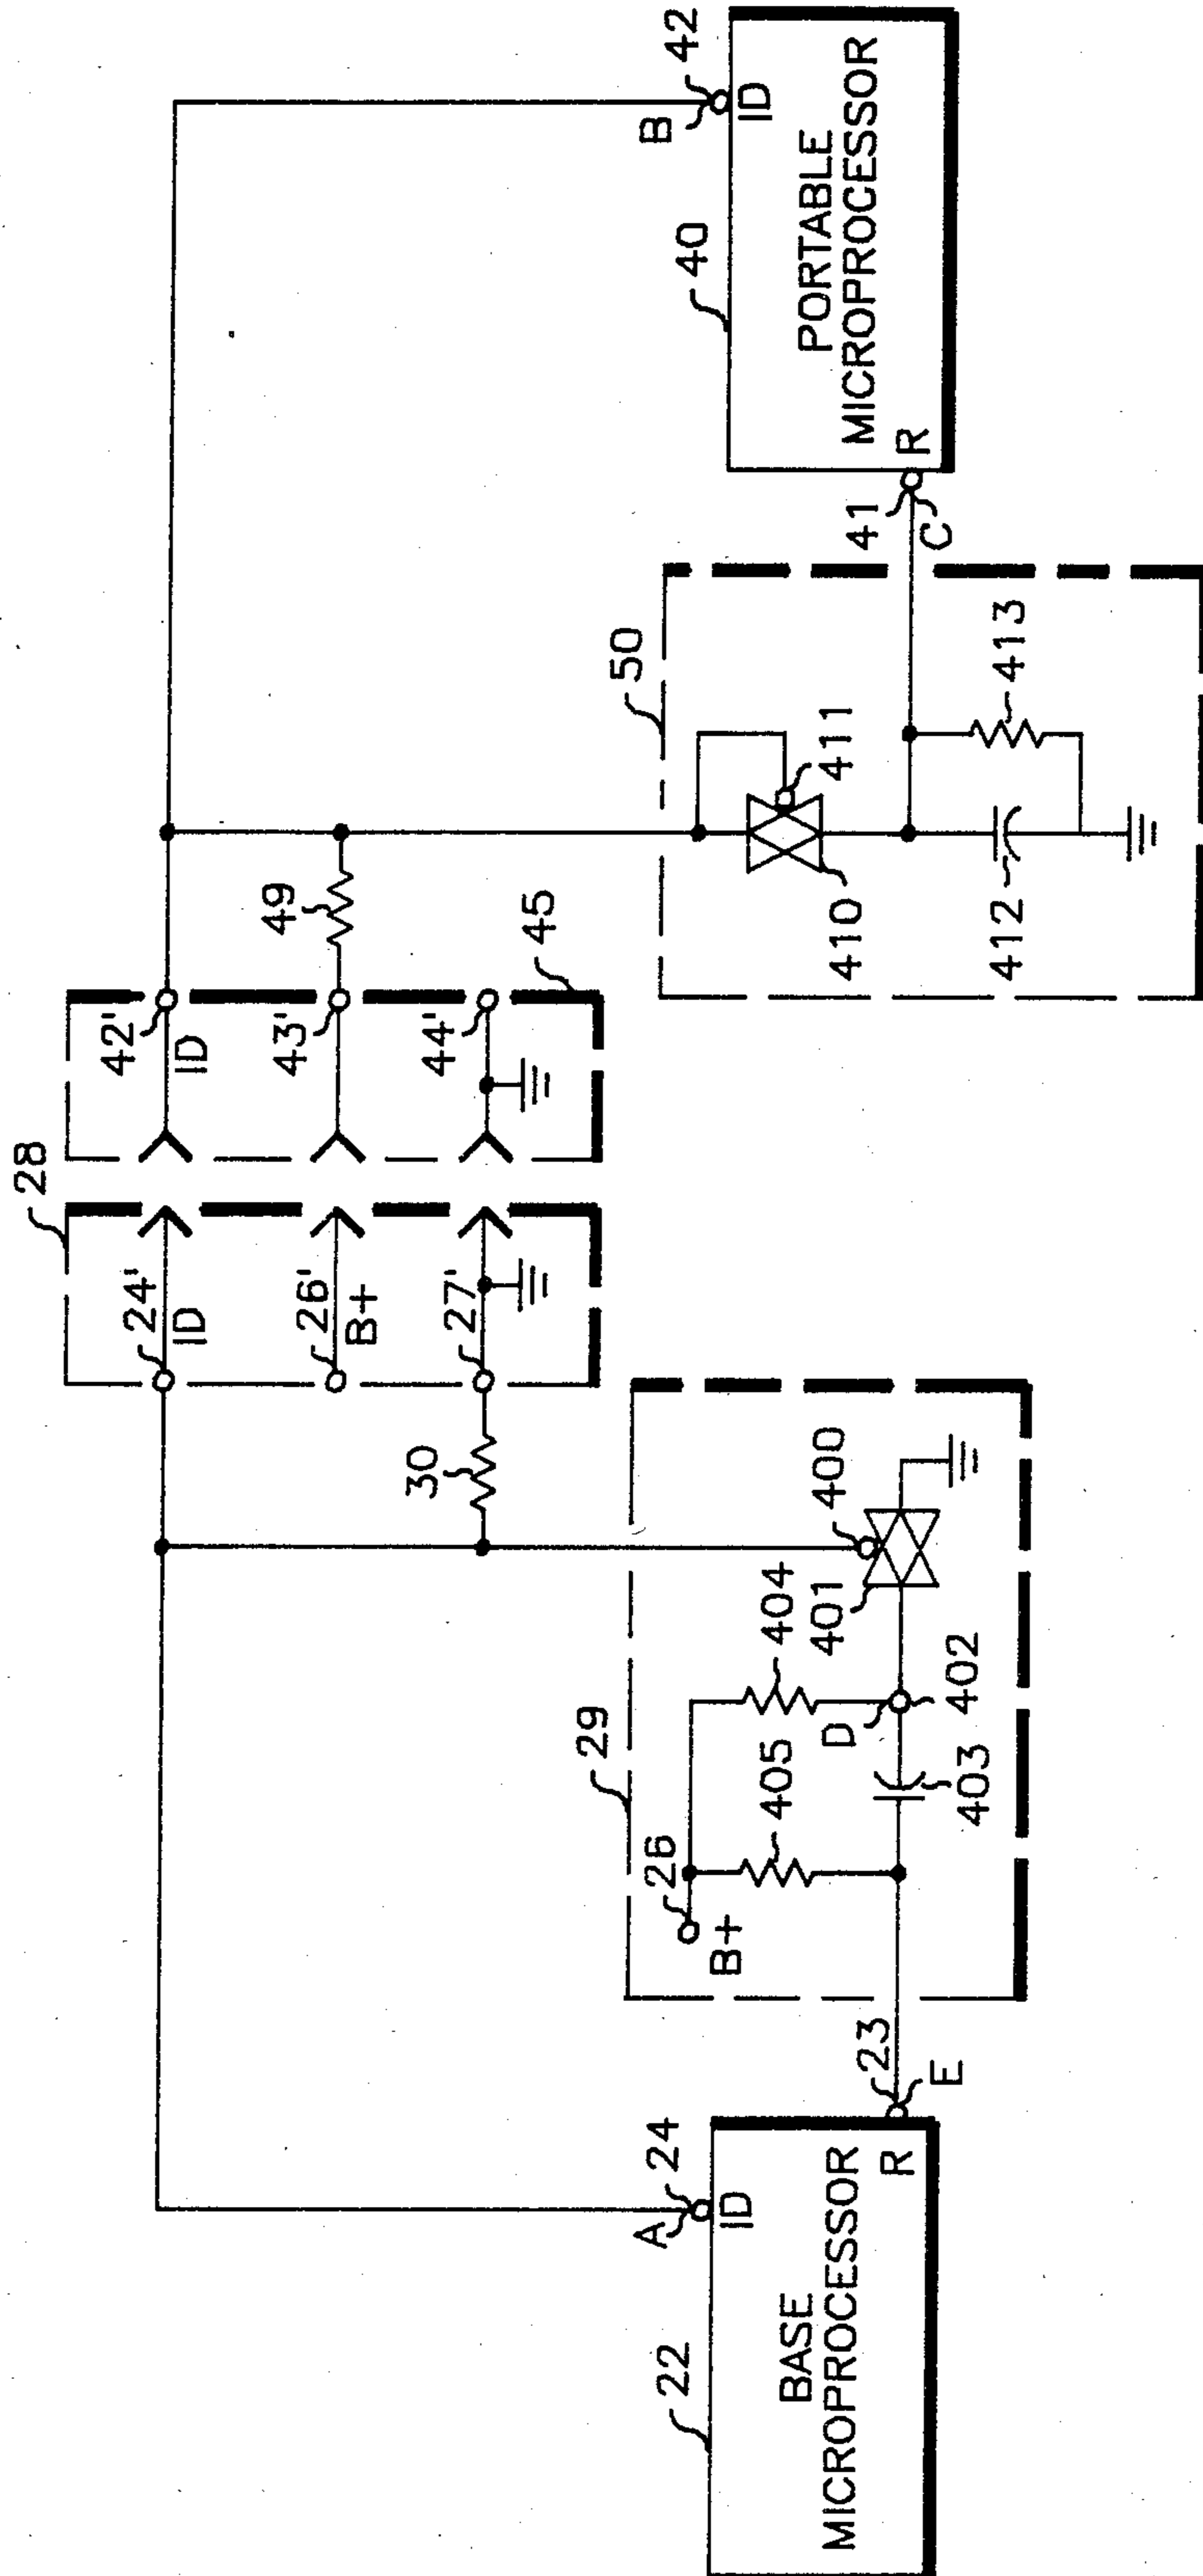 28
24'
ID
26'
B+
27'
30
42'
ID
43'
44'
45
49
B
42
ID
40
PORTABLE
MICROPROCESSOR
R
41
C
50
411
410
412
413
29
26
B+
405
404
401
400
D
402
403
23
E
A
24
ID
22
BASE
MICROPROCESSOR
R